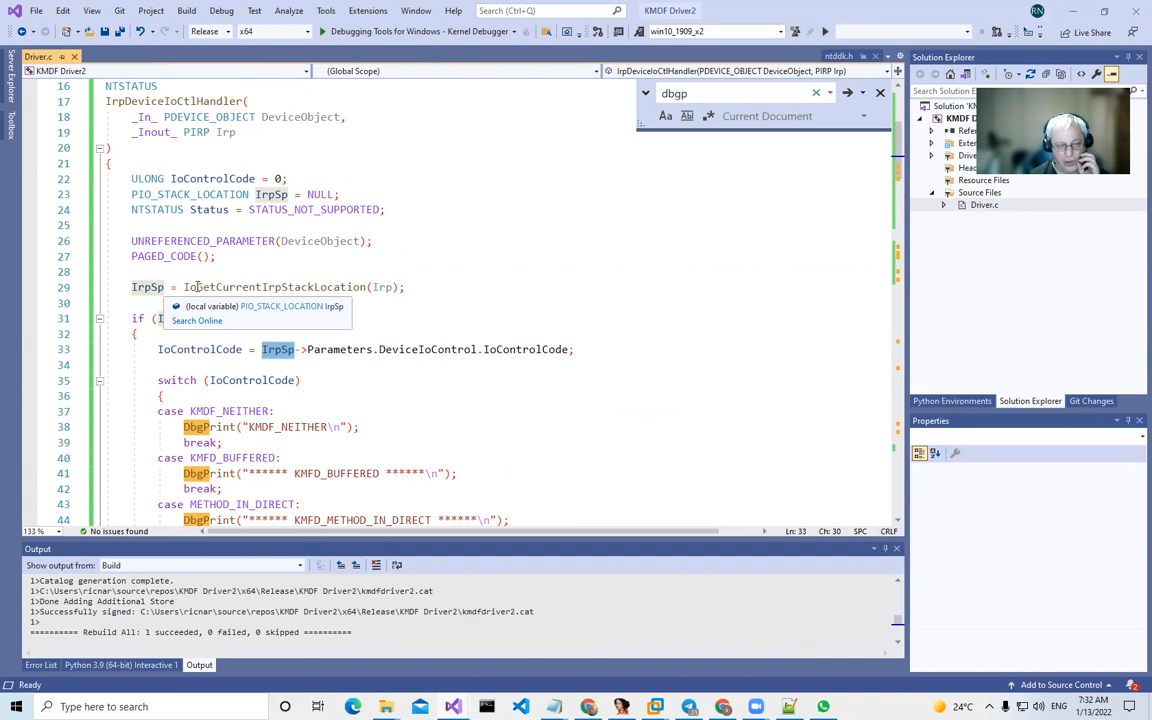 File Edit View Git Project Build Debug Test Analyze Tools Extensions Window Help Search (Ctrl+Q) KMDF Driver2 RN
Release x64 Debugging Tools for Windows - Kernel Debugger win10_1909_x2 Live Share
Server Explorer
Toolbox
Driver.c ntddk.h
KMDF Driver2 (Global Scope) IrpDeviceIoCtlHandler(PDEVICE_OBJECT DeviceObject, PIRP Irp)
dbgp
Aa Ab Current Document
16 NTSTATUS
17 IrpDeviceIoCtlHandler(
18 _In_ PDEVICE_OBJECT DeviceObject,
19 _Inout_ PIRP Irp
20 )
21 {
22 ULONG IoControlCode = 0;
23 PIO_STACK_LOCATION IrpSp = NULL;
24 NTSTATUS Status = STATUS_NOT_SUPPORTED;
25
26 UNREFERENCED_PARAMETER(DeviceObject);
27 PAGED_CODE();
28
29 IrpSp = IoGetCurrentIrpStackLocation(Irp);
30 (local variable) PIO_STACK_LOCATION IrpSp
Search Online
31 if (I
32 {
33 IoControlCode = IrpSp->Parameters.DeviceIoControl.IoControlCode;
34
35 switch (IoControlCode)
36 {
37 case KMDF_NEITHER:
38 DbgPrint("KMDF_NEITHER\n");
39 break;
40 case KMFD_BUFFERED:
41 DbgPrint("****** KMFD_BUFFERED ******\n");
42 break;
43 case METHOD_IN_DIRECT:
44 DbgPrint("****** KMFD_METHOD_IN_DIRECT ******\n");
133 % No issues found Ln: 33 Ch: 30 SPC CRLF
Output
Show output from: Build
1>Catalog generation complete.
1>C:\Users\ricnar\source\repos\KMDF Driver2\x64\Release\KMDF Driver2\kmdfdriver2.cat
1>Done Adding Additional Store
1>Successfully signed: C:\Users\ricnar\source\repos\KMDF Driver2\x64\Release\KMDF Driver2\kmdfdriver2.cat
1>
========== Rebuild All: 1 succeeded, 0 failed, 0 skipped ==========
Error List Python 3.9 (64-bit) Interactive 1 Output
Solution Explorer
Search Solution
Solution 'K
KM
Refer
Exter
Drive
Head
Resource Files
Source Files
Driver.c
Python Environments Solution Explorer Git Changes
Properties
Ready Add to Source Control 2
Type here to search 24°C 7:32 AM
1/13/2022